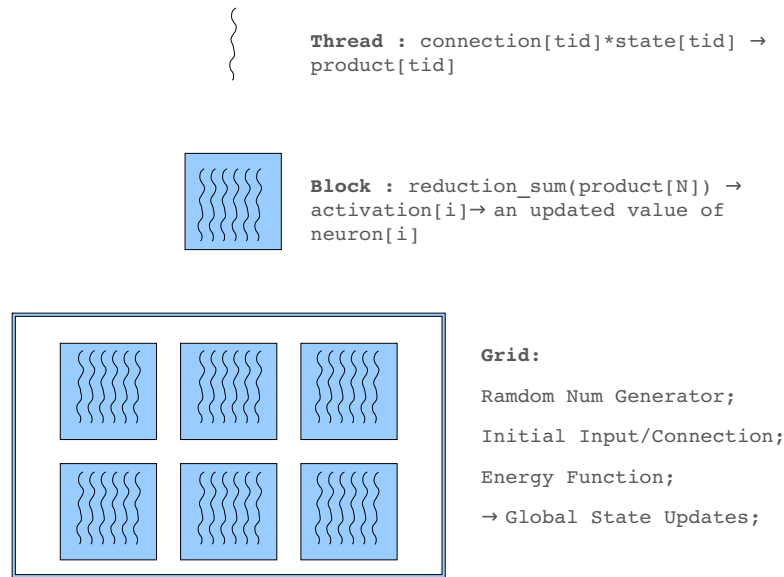 Thread : connection[tid]*state[tid] →
product[tid]
Block : reduction_sum(product[N]) →
activation[i]→ an updated value of
neuron[i]
Grid:
Ramdom Num Generator;
Initial Input/Connection;
Energy Function;
→ Global State Updates;